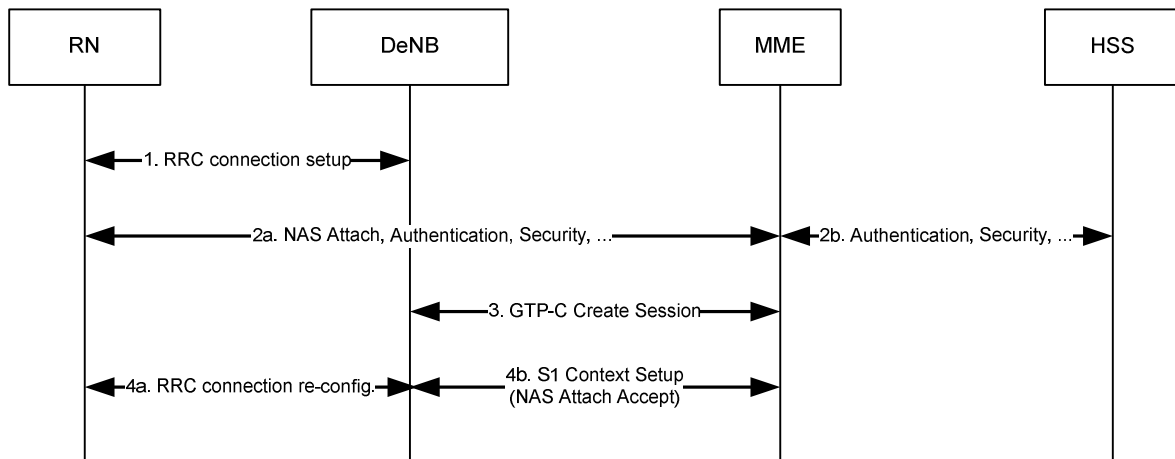 RN
DeNB
MME
HSS
1. RRC connection setup
2a. NAS Attach, Authentication, Security, ...
2b. Authentication, Security, ...
3. GTP-C Create Session
4a. RRC connection re-config.
4b. S1 Context Setup
(NAS Attach Accept)